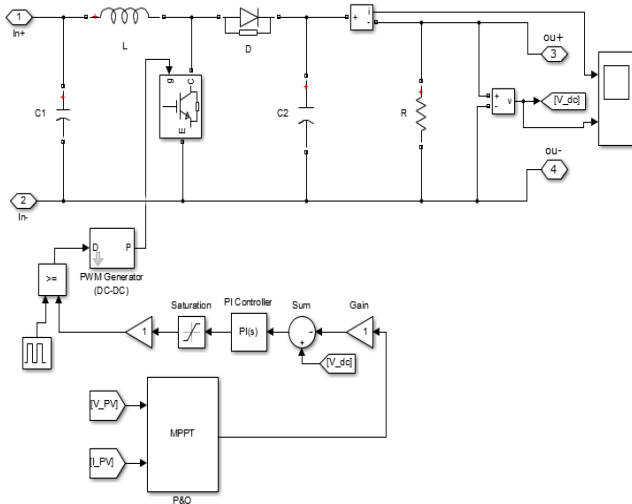 1
In+
L
D
+
i
-
ou+
3
C1
g
C
E
C2
R
+
-
v
[V_dc]
ou-
4
2
In-
D
P
PWM Generator
(DC-DC)
>=
1
Saturation
PI Controller
PI(s)
Sum
-
+
Gain
1
[V_dc]
[V_PV]
[I_PV]
MPPT
P&O